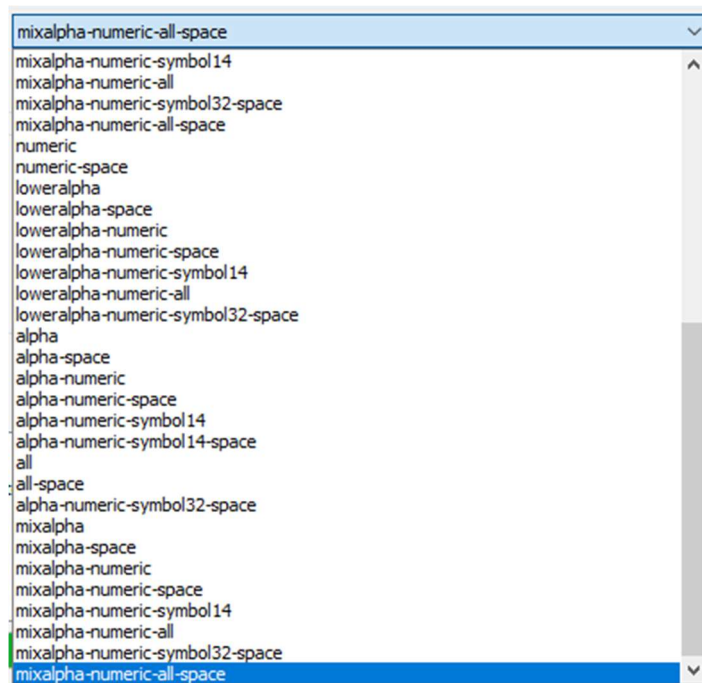 mixalpha-numeric-all-space
mixalpha-numeric-symbol14
mixalpha-numeric-all
mixalpha-numeric-symbol32-space
mixalpha-numeric-all-space
numeric
numeric-space
loweralpha
loweralpha-space
loweralpha-numeric
loweralpha-numeric-space
loweralpha-numeric-symbol14
loweralpha-numeric-all
loweralpha-numeric-symbol32-space
alpha
alpha-space
alpha-numeric
alpha-numeric-space
alpha-numeric-symbol14
alpha-numeric-symbol14-space
all
all-space
alpha-numeric-symbol32-space
mixalpha
mixalpha-space
mixalpha-numeric
mixalpha-numeric-space
mixalpha-numeric-symbol14
mixalpha-numeric-all
mixalpha-numeric-symbol32-space
mixalpha-numeric-all-space